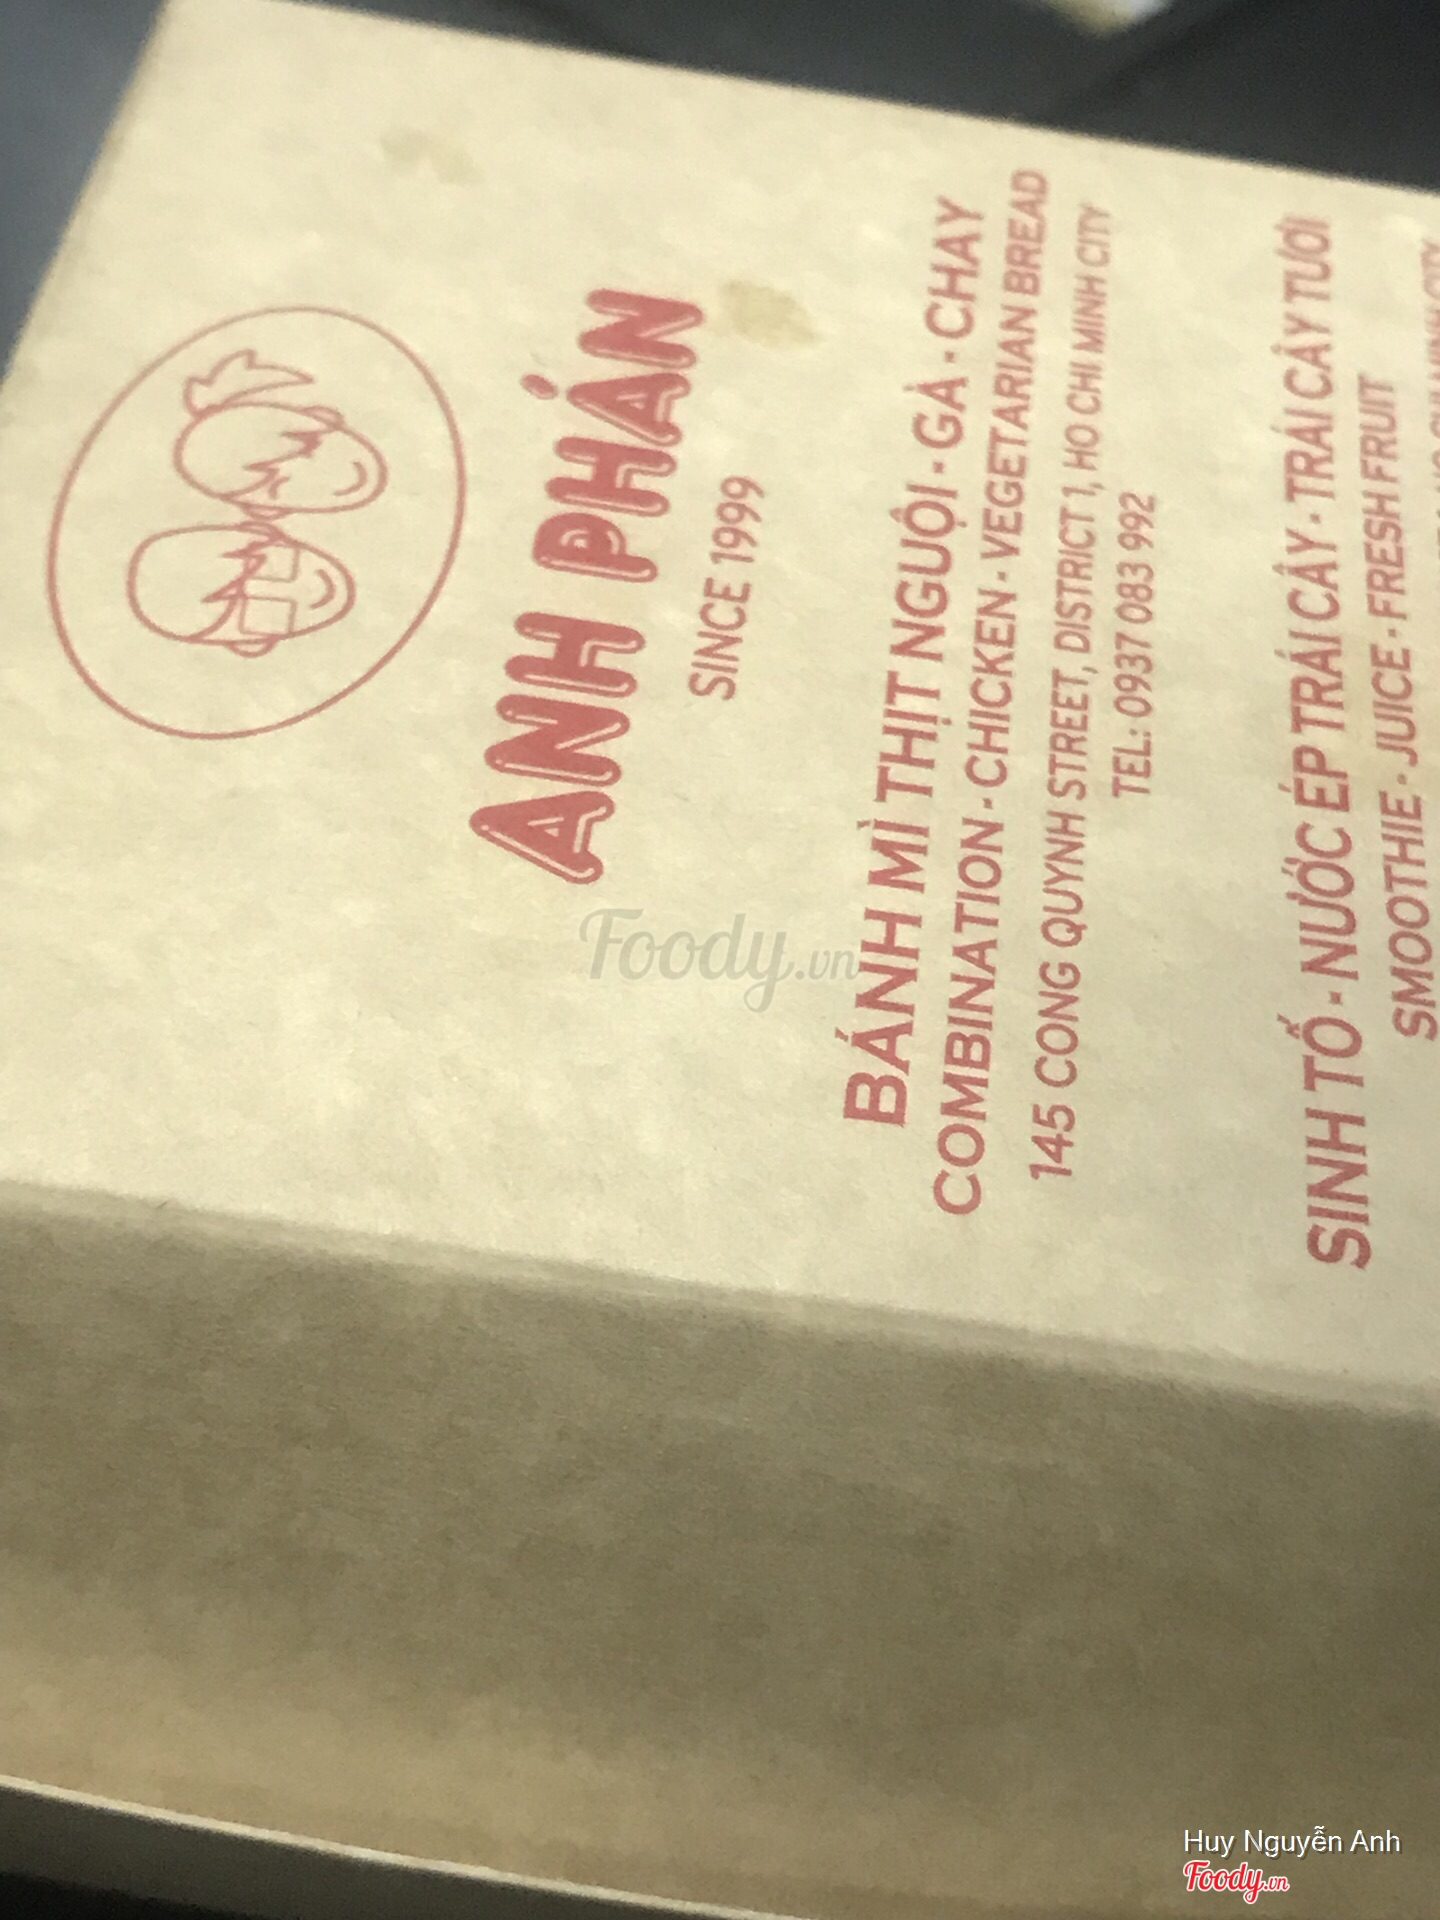 ANH PHÁN
SINCE 1999
BÁNH MÌ THỊT NGUỘI - GÀ - CHAY
COMBINATION - CHICKEN - VEGETARIAN BREAD
145 CONG QUYNH STREET, DISTRICT 1, HO CHI MINH CITY
TEL: 0937 083 992
SINH TỐ - NƯỚC ÉP TRÁI CÂY - TRÁI CÂY TƯƠI
SMOOTHIE - JUICE - FRESH FRUIT
Foody.vn
Huy Nguyễn Anh
Foody.vn